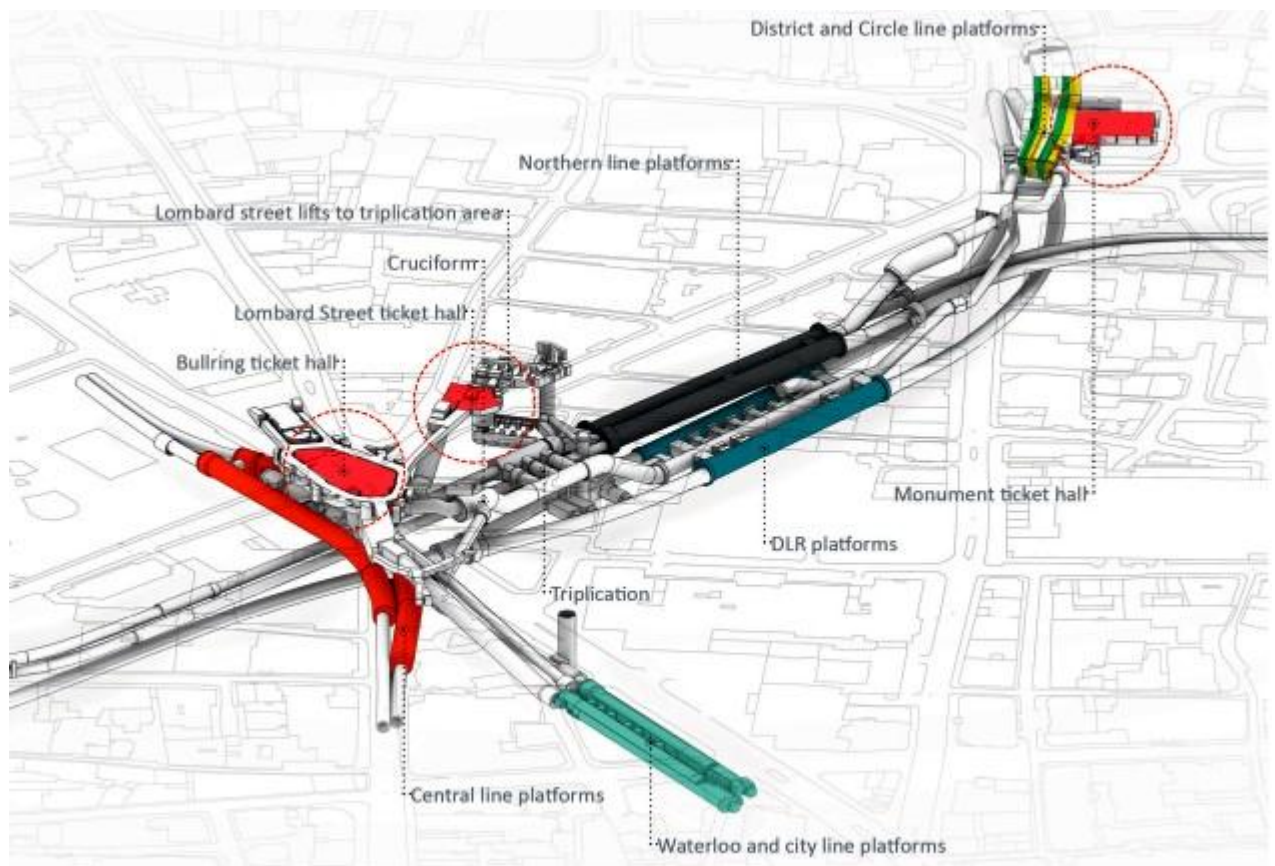 District and Circle line platforms
Northern line platforms
Lombard street lifts to triplication area
Cruciform
Lombard Street ticket hall
Bullring ticket hall
Monument ticket hall
DLR platforms
Triplication
Central line platforms
Waterloo and city line platforms